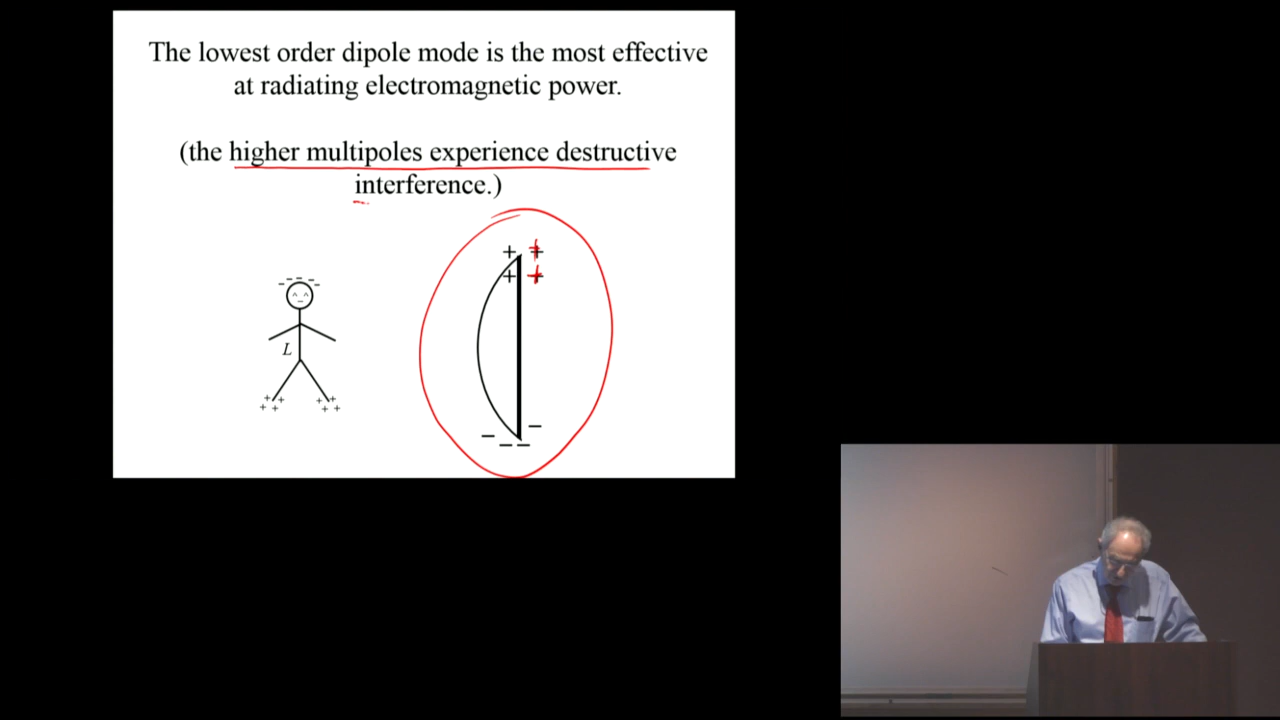 The lowest order dipole mode is the most effective
at radiating electromagnetic power.
(the higher multipoles experience destructive
interference.)
+ +
+ +
- - - - -
L
+ + + + + + + +
− − − −